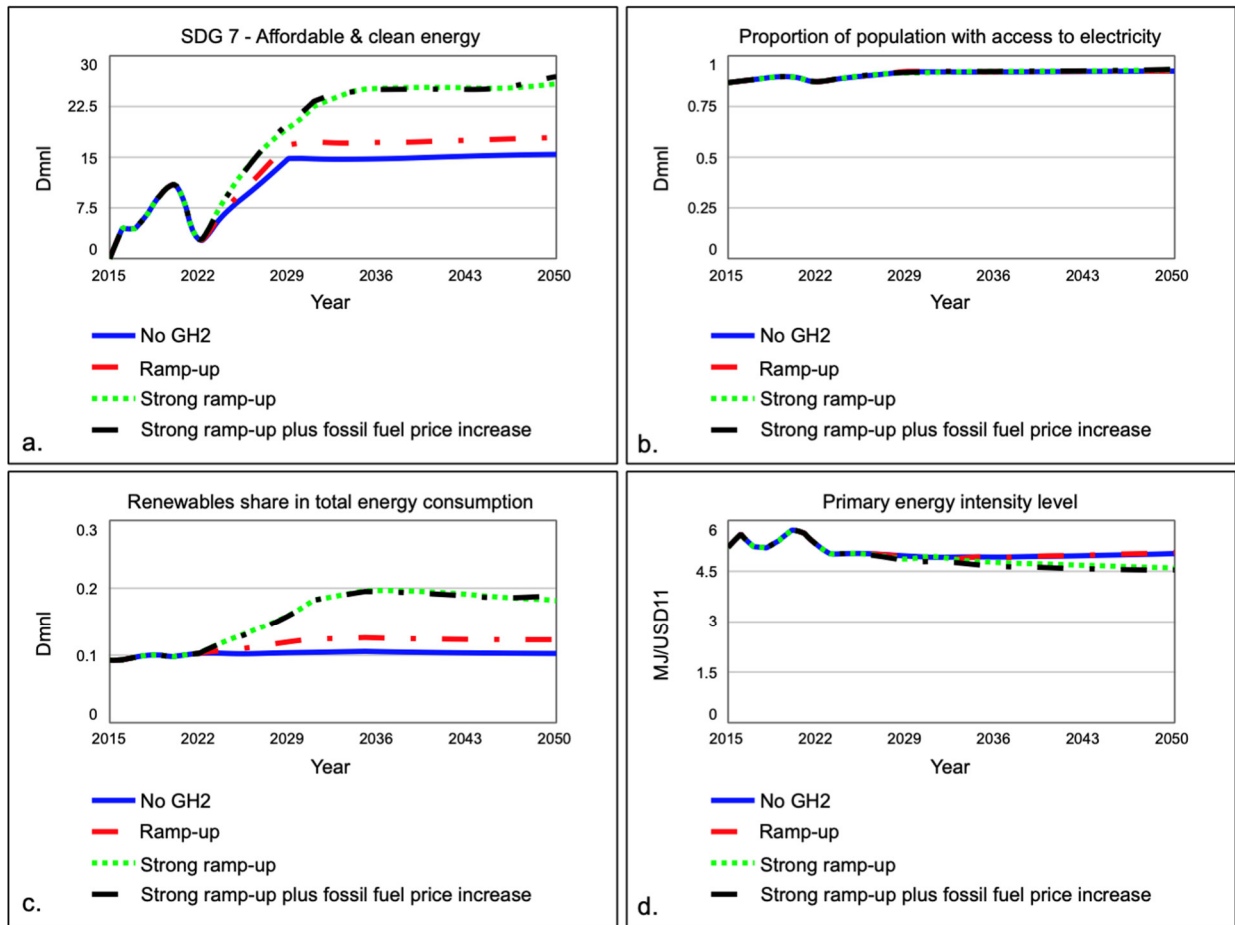 SDG 7 - Affordable & clean energy
30
22.5
15
7.5
0
Dmnl
2015 2022 2029 2036 2043 2050
Year
No GH2
Ramp-up
Strong ramp-up
Strong ramp-up plus fossil fuel price increase
a.
Proportion of population with access to electricity
1
0.75
0.5
0.25
0
Dmnl
2015 2022 2029 2036 2043 2050
Year
No GH2
Ramp-up
Strong ramp-up
Strong ramp-up plus fossil fuel price increase
b.
Renewables share in total energy consumption
0.3
0.2
0.1
0
Dmnl
2015 2022 2029 2036 2043 2050
Year
No GH2
Ramp-up
Strong ramp-up
Strong ramp-up plus fossil fuel price increase
c.
Primary energy intensity level
6
4.5
3
1.5
0
MJ/USD11
2015 2022 2029 2036 2043 2050
Year
No GH2
Ramp-up
Strong ramp-up
Strong ramp-up plus fossil fuel price increase
d.